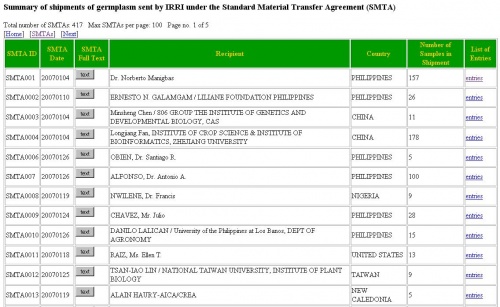 Summary of shipments of germplasm sent by IRRI under the Standard Material Transfer Agreement (SMTA)
Total number of SMTAs: 417 Max SMTAs per page: 100 Page no. 1 of 5
[Home] [SMTAs] [Next]
SMTA ID SMTA Date SMTA Full Text Recipient Country Number of Samples in Shipment List of Entries
SMTA001 20070104 text Dr. Norberto Manigbas PHILIPPINES 157 entries
SMTA0002 20070110 text ERNESTO N. GALAMGAM / LILIANE FOUNDATION PHILIPPINES PHILIPPINES 26 entries
SMTA0003 20070104 text Minsheng Chen / 806 GROUP THE INSTITUTE OF GENETICS AND DEVELOPMENTAL BIOLOGY, CAS CHINA 11 entries
SMTA0004 20070104 text Longjiang Fan, INSTITUTE OF CROP SCIENCE & INSTITUTE OF BIOINFORMATICS, ZHEJIANG UNIVERSITY CHINA 178 entries
SMTA0006 20070126 text OBIEN, Dr. Santiago R. PHILIPPINES 5 entries
SMTA007 20070126 text ALFONSO, Dr. Antonio A. PHILIPPINES 100 entries
SMTA0008 20070119 text NWILENE, Dr. Francis NIGERIA 9 entries
SMTA0009 20070124 text CHAVEZ, Mr. Julio PHILIPPINES 28 entries
SMTA0010 20070126 text DANILO LALICAN / University of the Philippines at Los Banos, DEPT OF AGRONOMY PHILIPPINES 15 entries
SMTA0011 20070118 text RAIZ, Ms. Ellen T. UNITED STATES 13 entries
SMTA0012 20070125 text TSAN-IAO LIN / NATIONAL TAIWAN UNIVERSITY, INSTITUTE OF PLANT BIOLOGY TAIWAN 9 entries
SMTA0013 20070119 text ALAIN HAURY-AICA/CREA NEW CALEDONIA 5 entries